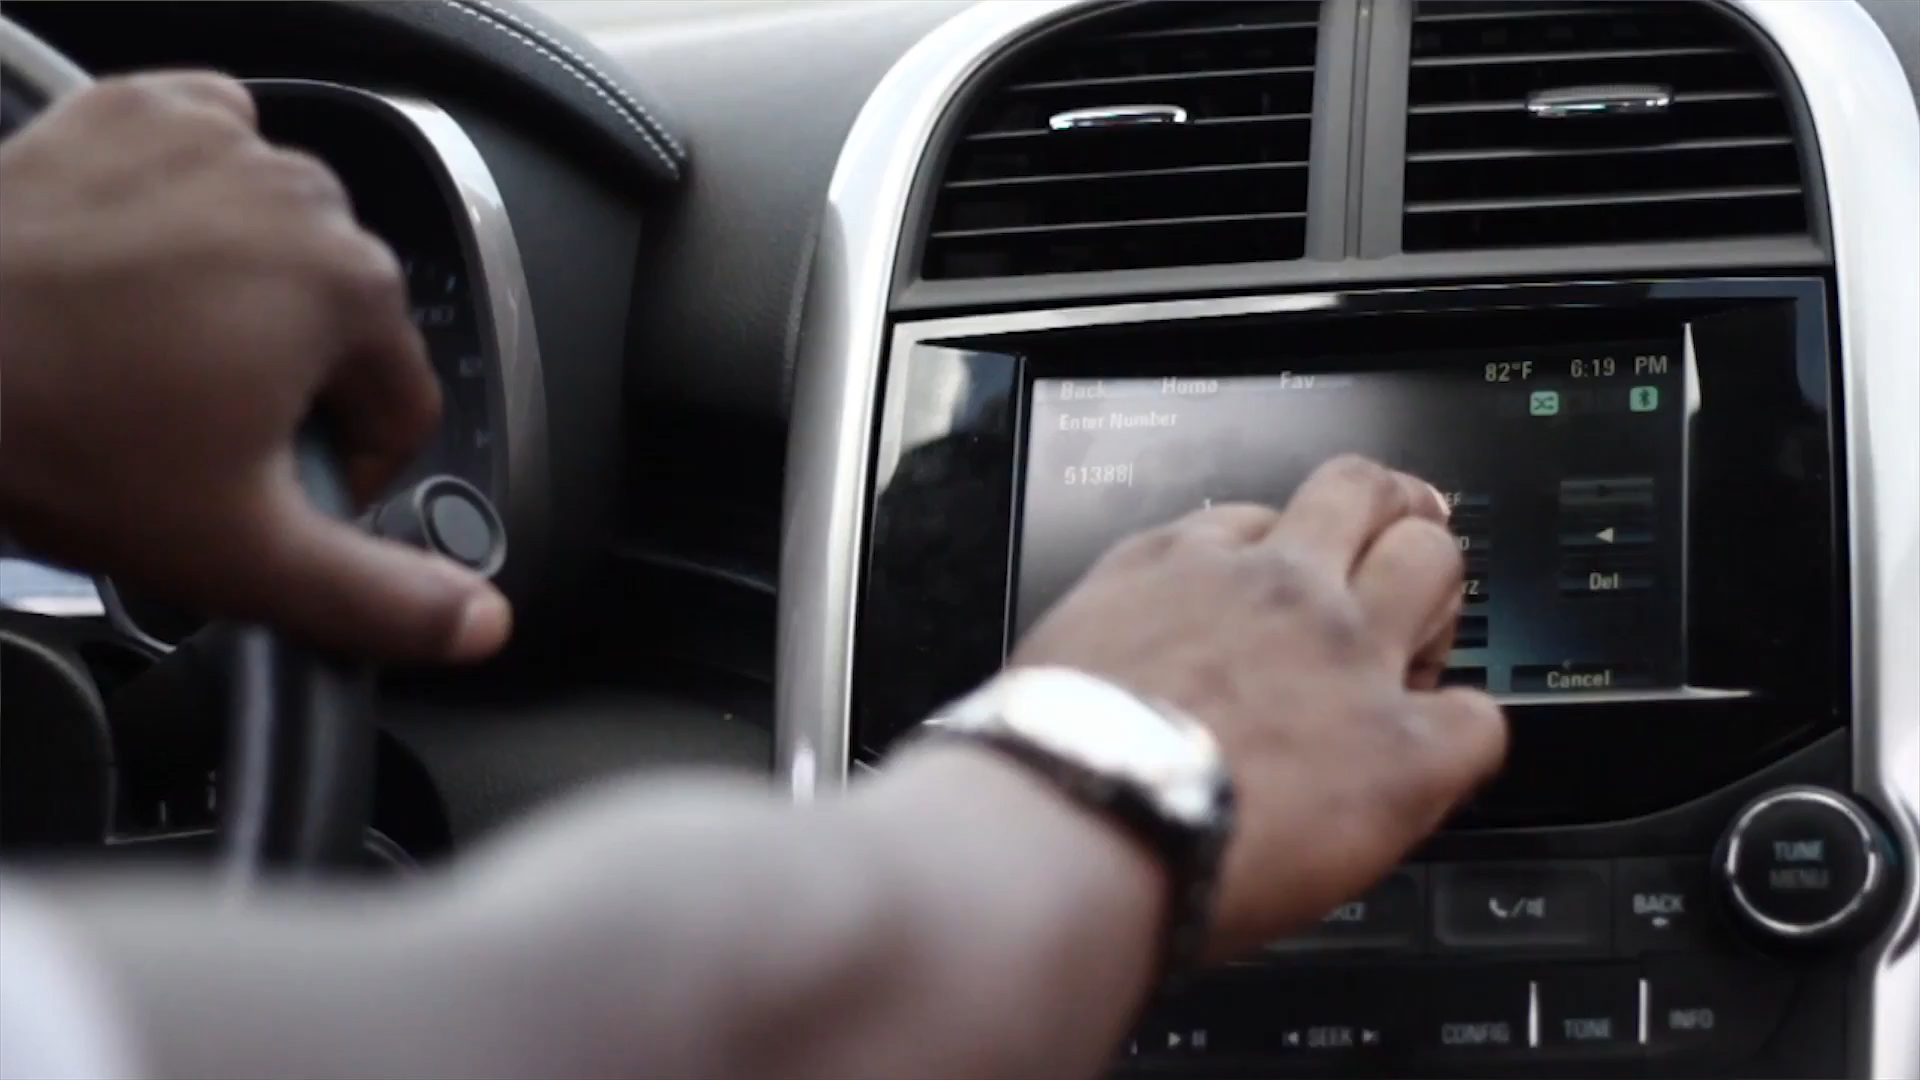 82°F 6:19 PM
Back Home Fav
Enter Number
51388
Del
Cancel
TUNE
MENU
BACK
SEEK
CONFIG TONE INFO